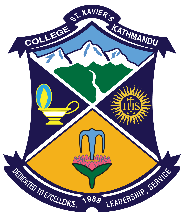 ST. XAVIER'S
COLLEGE KATHMANDU
IHS
DEDICATED TO EXCELLENCE, LEADERSHIP, SERVICE
1988